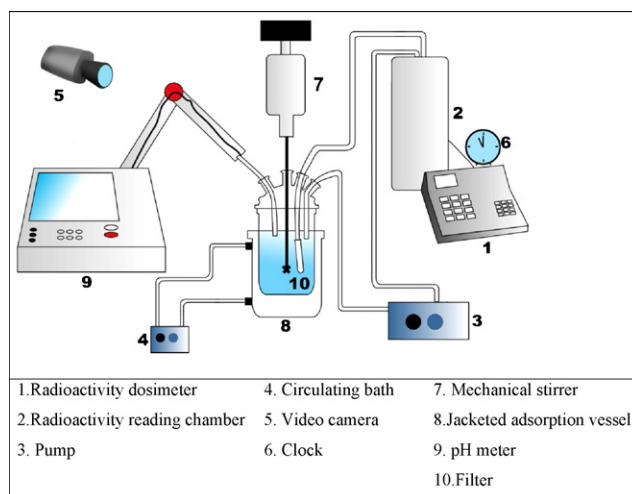 5
7
2
6
1
9
10
4
8
3
1.Radioactivity dosimeter 4. Circulating bath 7. Mechanical stirrer
2.Radioactivity reading chamber 5. Video camera 8.Jacketed adsorption vessel
3. Pump 6. Clock 9. pH meter
10.Filter